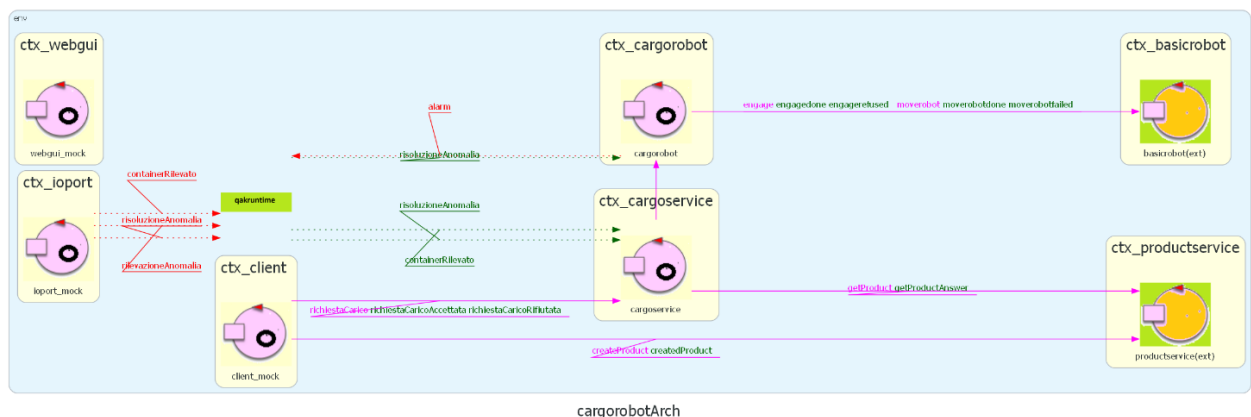 env
ctx_webgui
webgui_mock
ctx_cargorobot
cargorobot
ctx_basicrobot
basicrobot(ext)
engage engagedone engagerefused moverobot moverobotdone moverobotfailed
alarm
risoluzioneAnomalia
ctx_ioport
ioport_mock
containerRilevato
risoluzioneAnomalia
rilevazioneAnomalia
qakruntime
risoluzioneAnomalia
containerRilevato
ctx_cargoservice
cargoservice
ctx_client
client_mock
richiestaCarico richiestaCaricoAccettata richiestaCaricoRifiutata
createProduct createdProduct
getProduct getProductAnswer
ctx_productservice
productservice(ext)
cargorobotArch